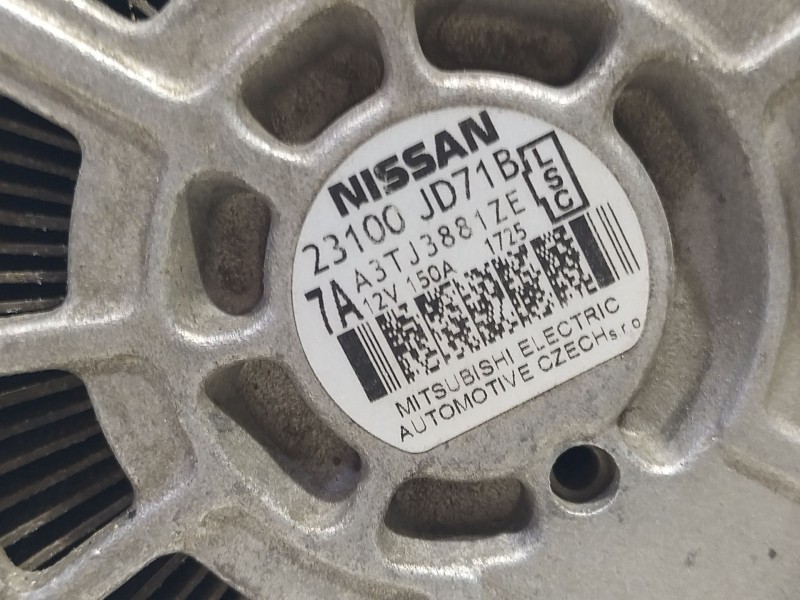 NISSAN
23100 JD71B
LSC
A3TJ3881ZE
7A 12V 150A 1725
MITSUBISHI ELECTRIC
AUTOMOTIVE CZECH s.r.o